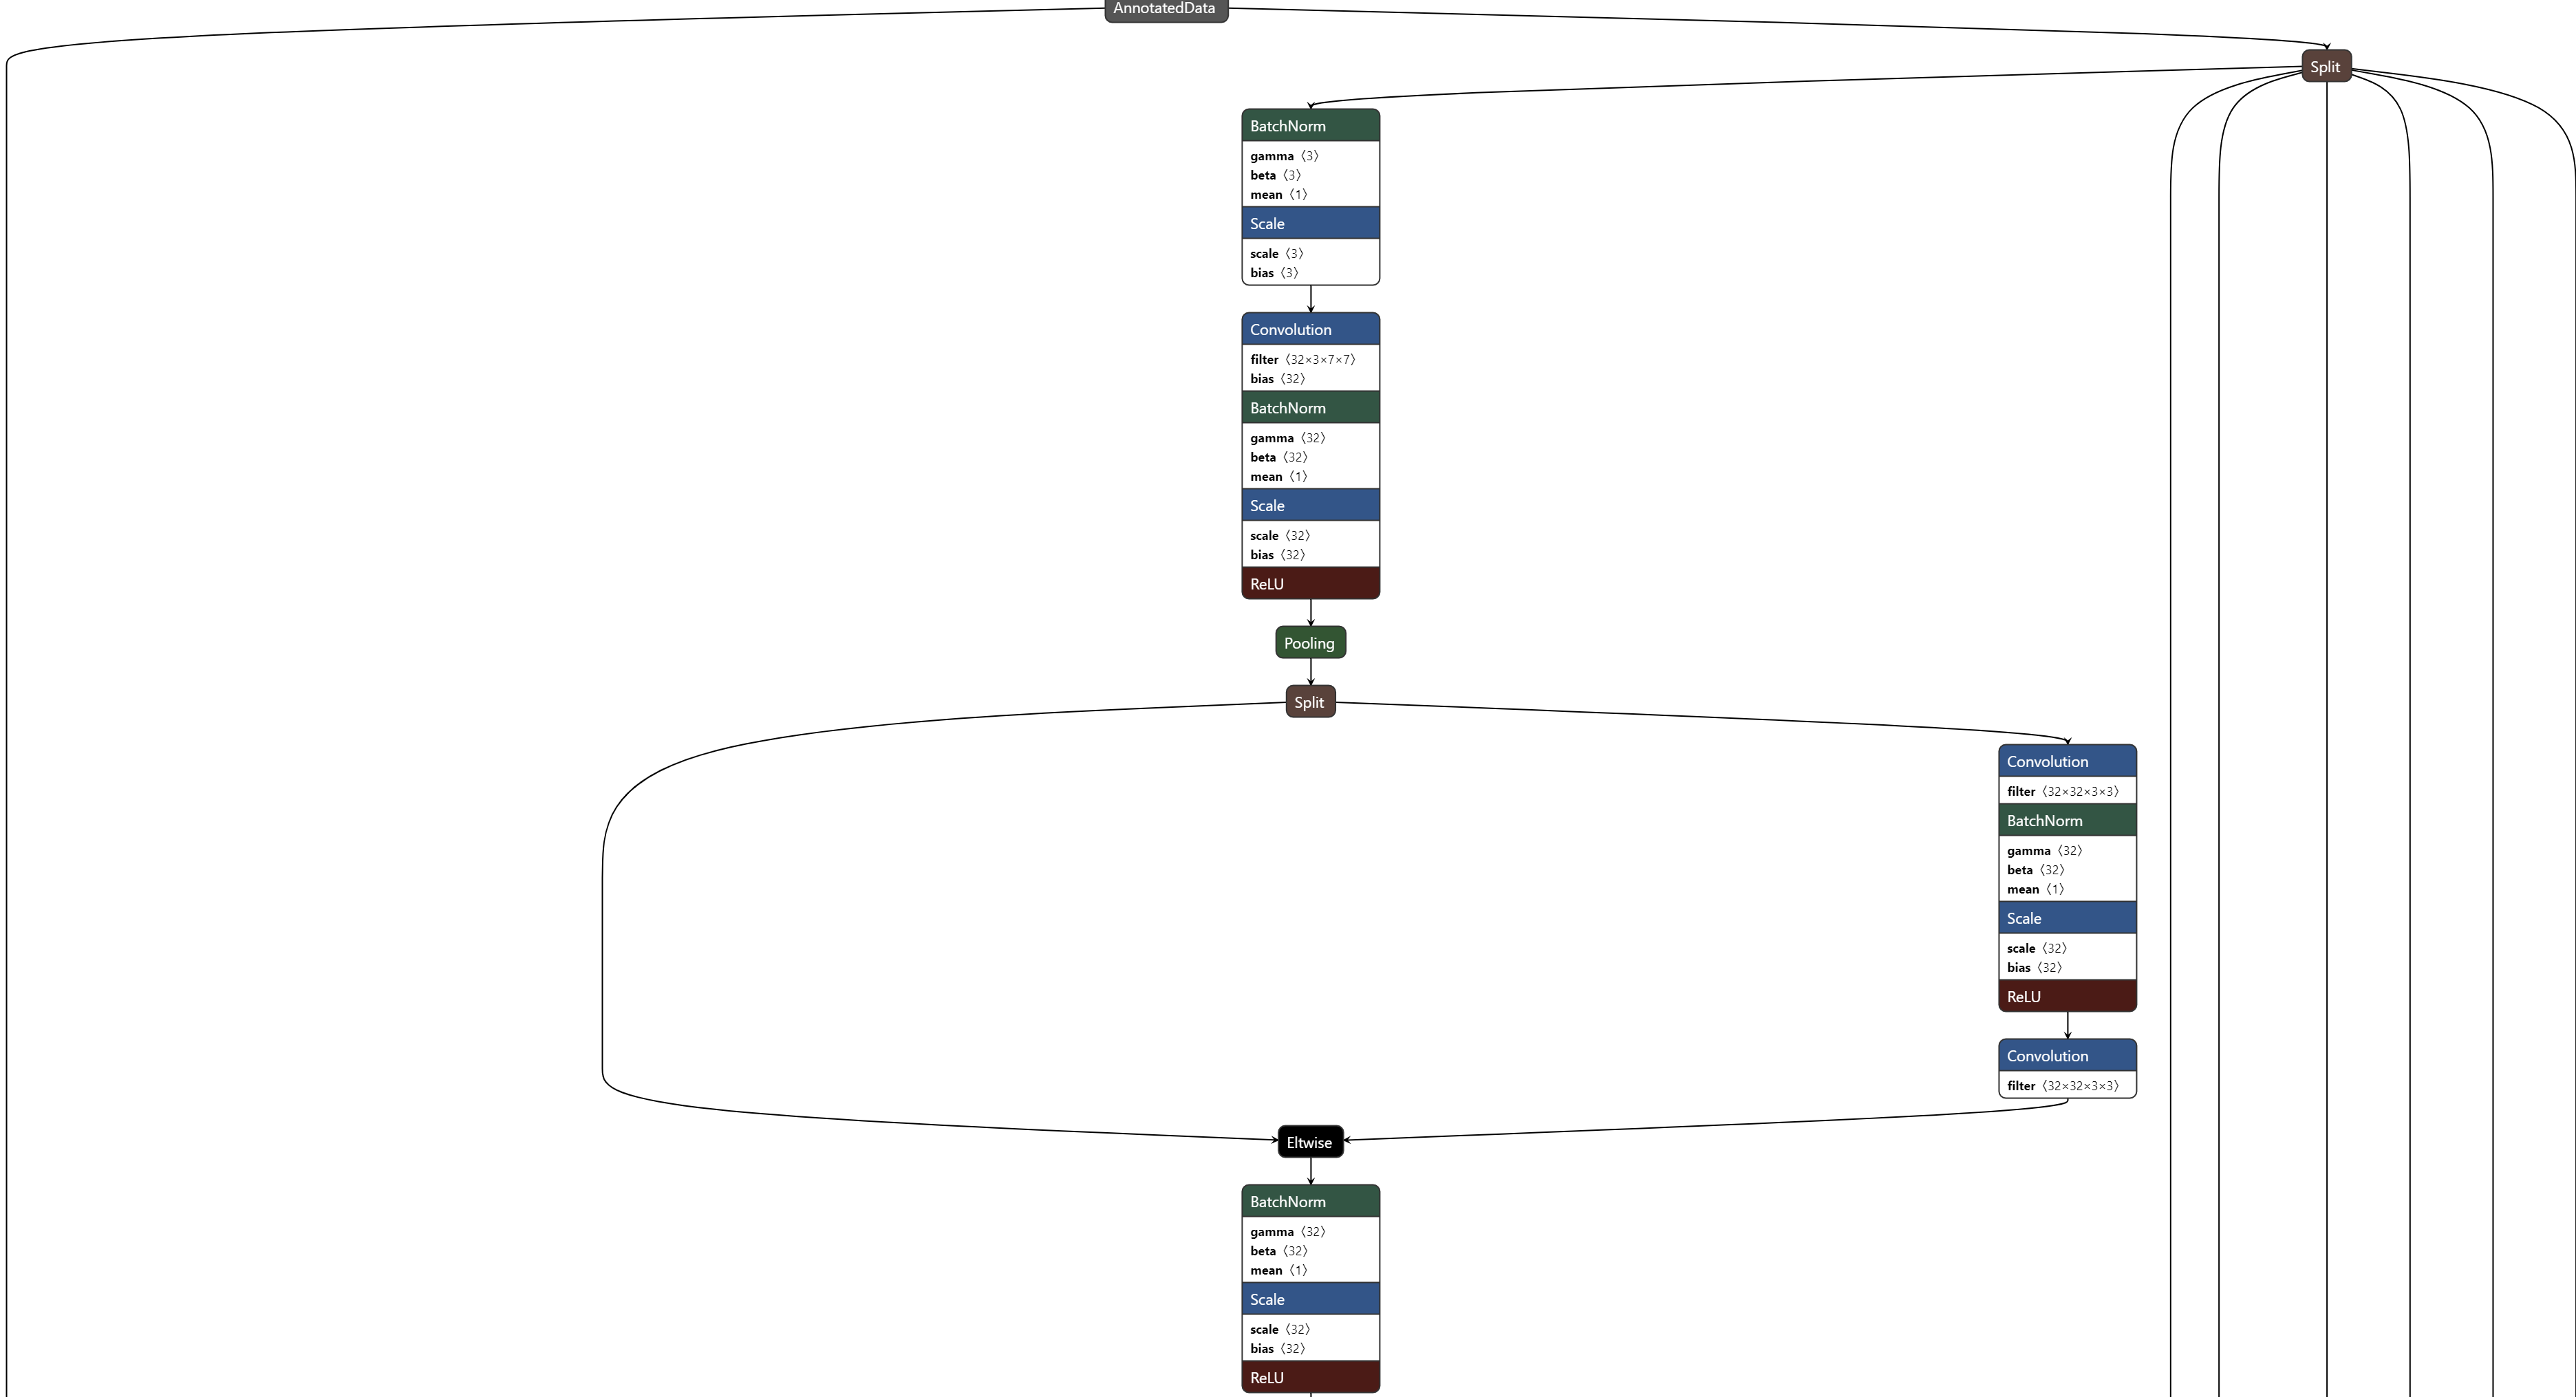 AnnotatedData
Split
BatchNorm
gamma 〈3〉
beta 〈3〉
mean 〈1〉
Scale
scale 〈3〉
bias 〈3〉
Convolution
filter 〈32×3×7×7〉
bias 〈32〉
BatchNorm
gamma 〈32〉
beta 〈32〉
mean 〈1〉
Scale
scale 〈32〉
bias 〈32〉
ReLU
Pooling
Split
Convolution
filter 〈32×32×3×3〉
BatchNorm
gamma 〈32〉
beta 〈32〉
mean 〈1〉
Scale
scale 〈32〉
bias 〈32〉
ReLU
Convolution
filter 〈32×32×3×3〉
Eltwise
BatchNorm
gamma 〈32〉
beta 〈32〉
mean 〈1〉
Scale
scale 〈32〉
bias 〈32〉
ReLU